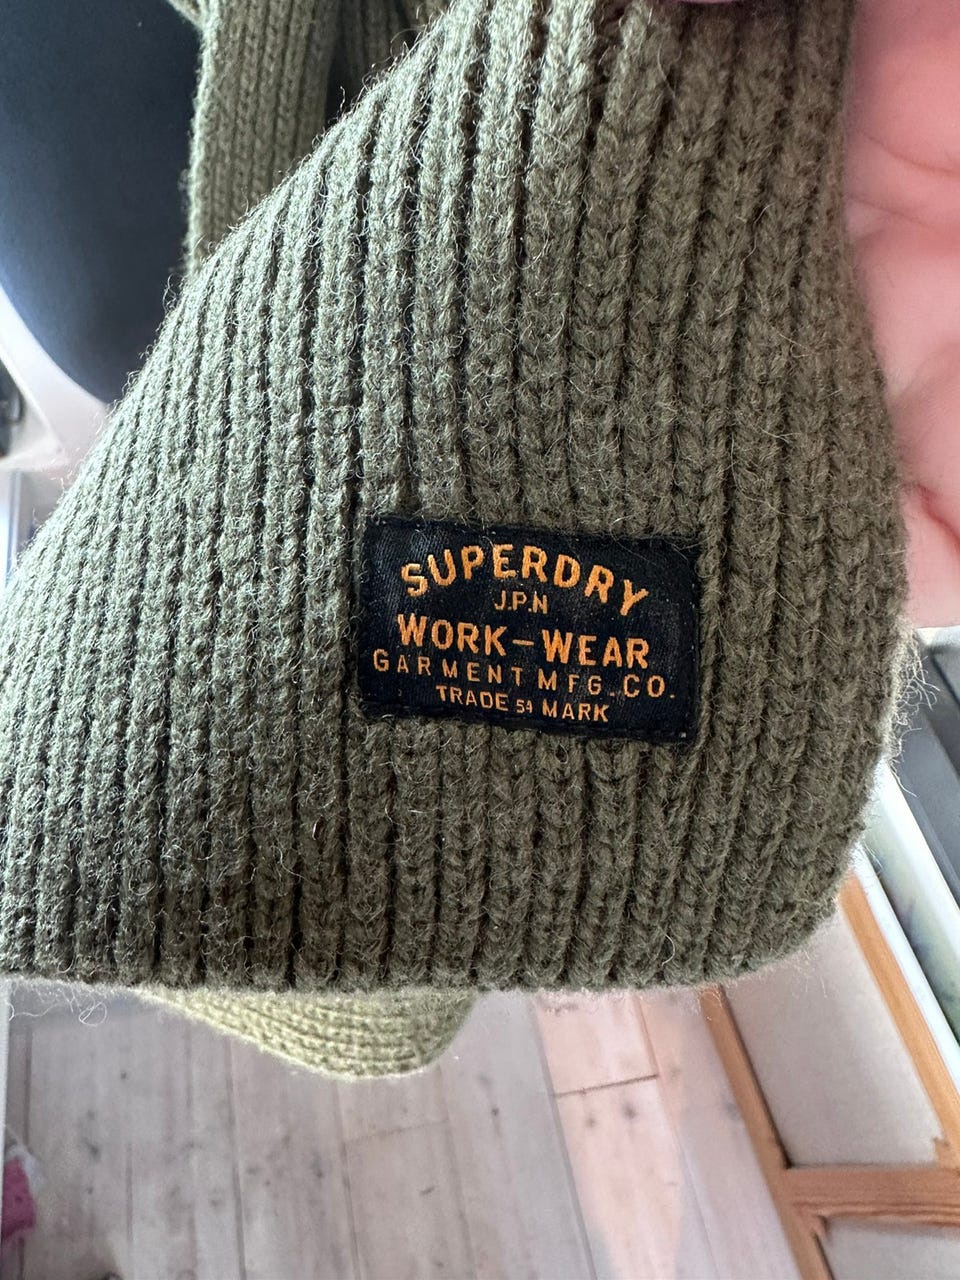 SUPERDRY
J.P.N
WORK-WEAR
GARMENT MFG.CO.
TRADE 54 MARK